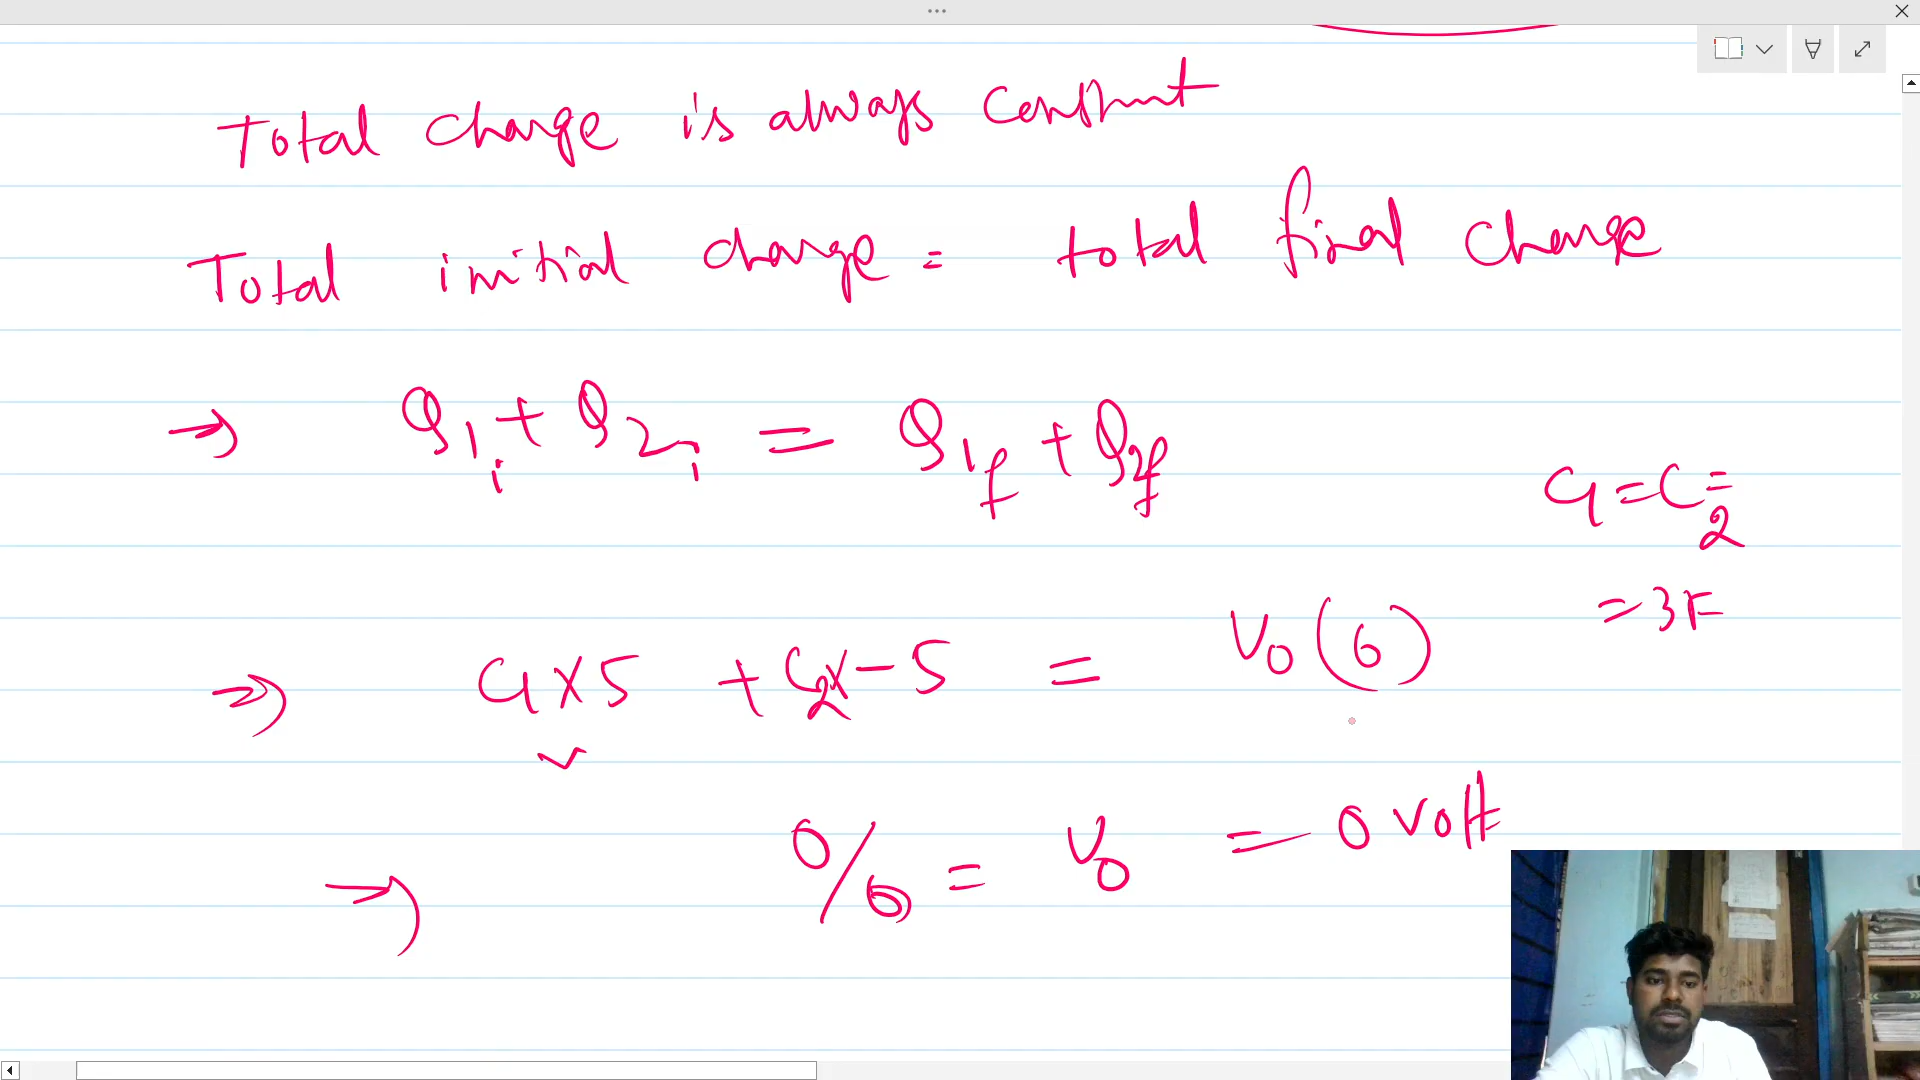 Total charge is always constant
Total initial charge = total final charge
→ Q1i + Q2i = Q1f + Q2f
C1 = C2 =
= 3F
⇒ C1 × 5 + C2 × - 5 = V0 (6)
→ 0/6 = V0 = 0 volt